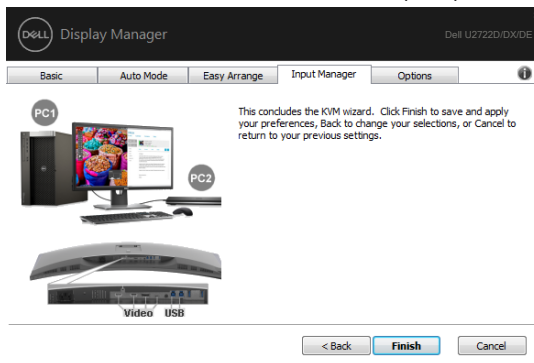 DELL Display Manager
Dell U2722D/DX/DE
Basic Auto Mode Easy Arrange Input Manager Options
PC1
This concludes the KVM wizard. Click Finish to save and apply
your preferences, Back to change your selections, or Cancel to
return to your previous settings.
PC2
Video USB
< Back Finish Cancel